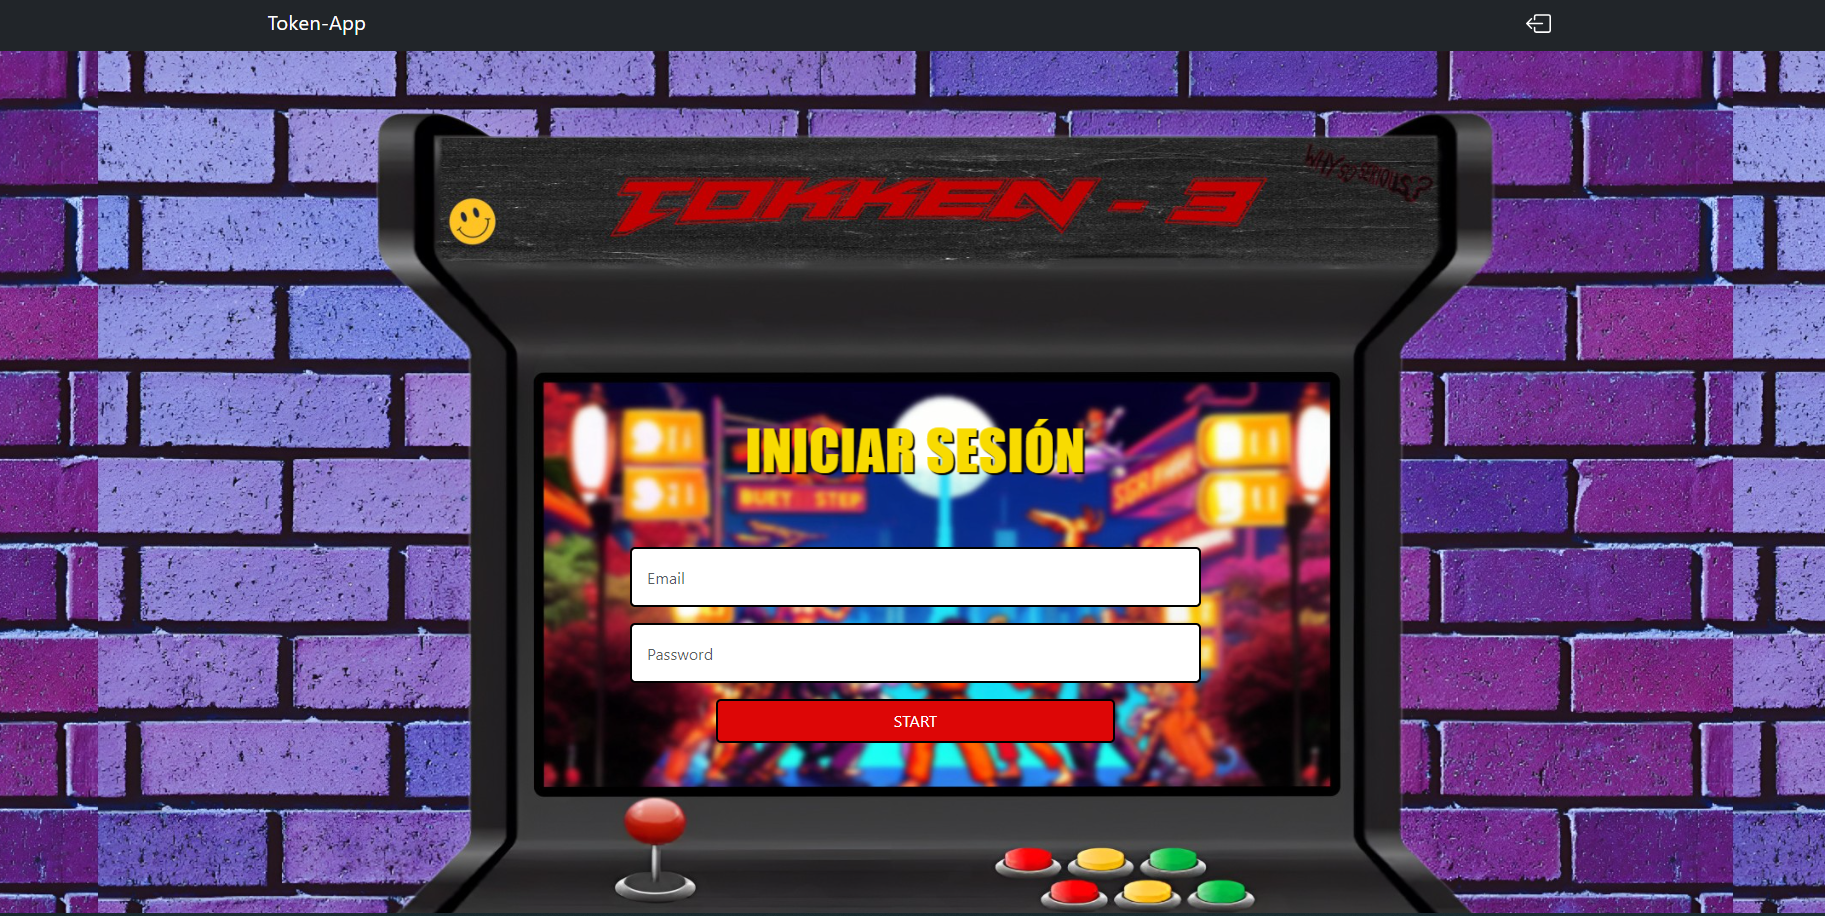 Token-App
WHY SO SERIOUS?
TOKKEN - 3
INICIAR SESIÓN
Email
Password
START